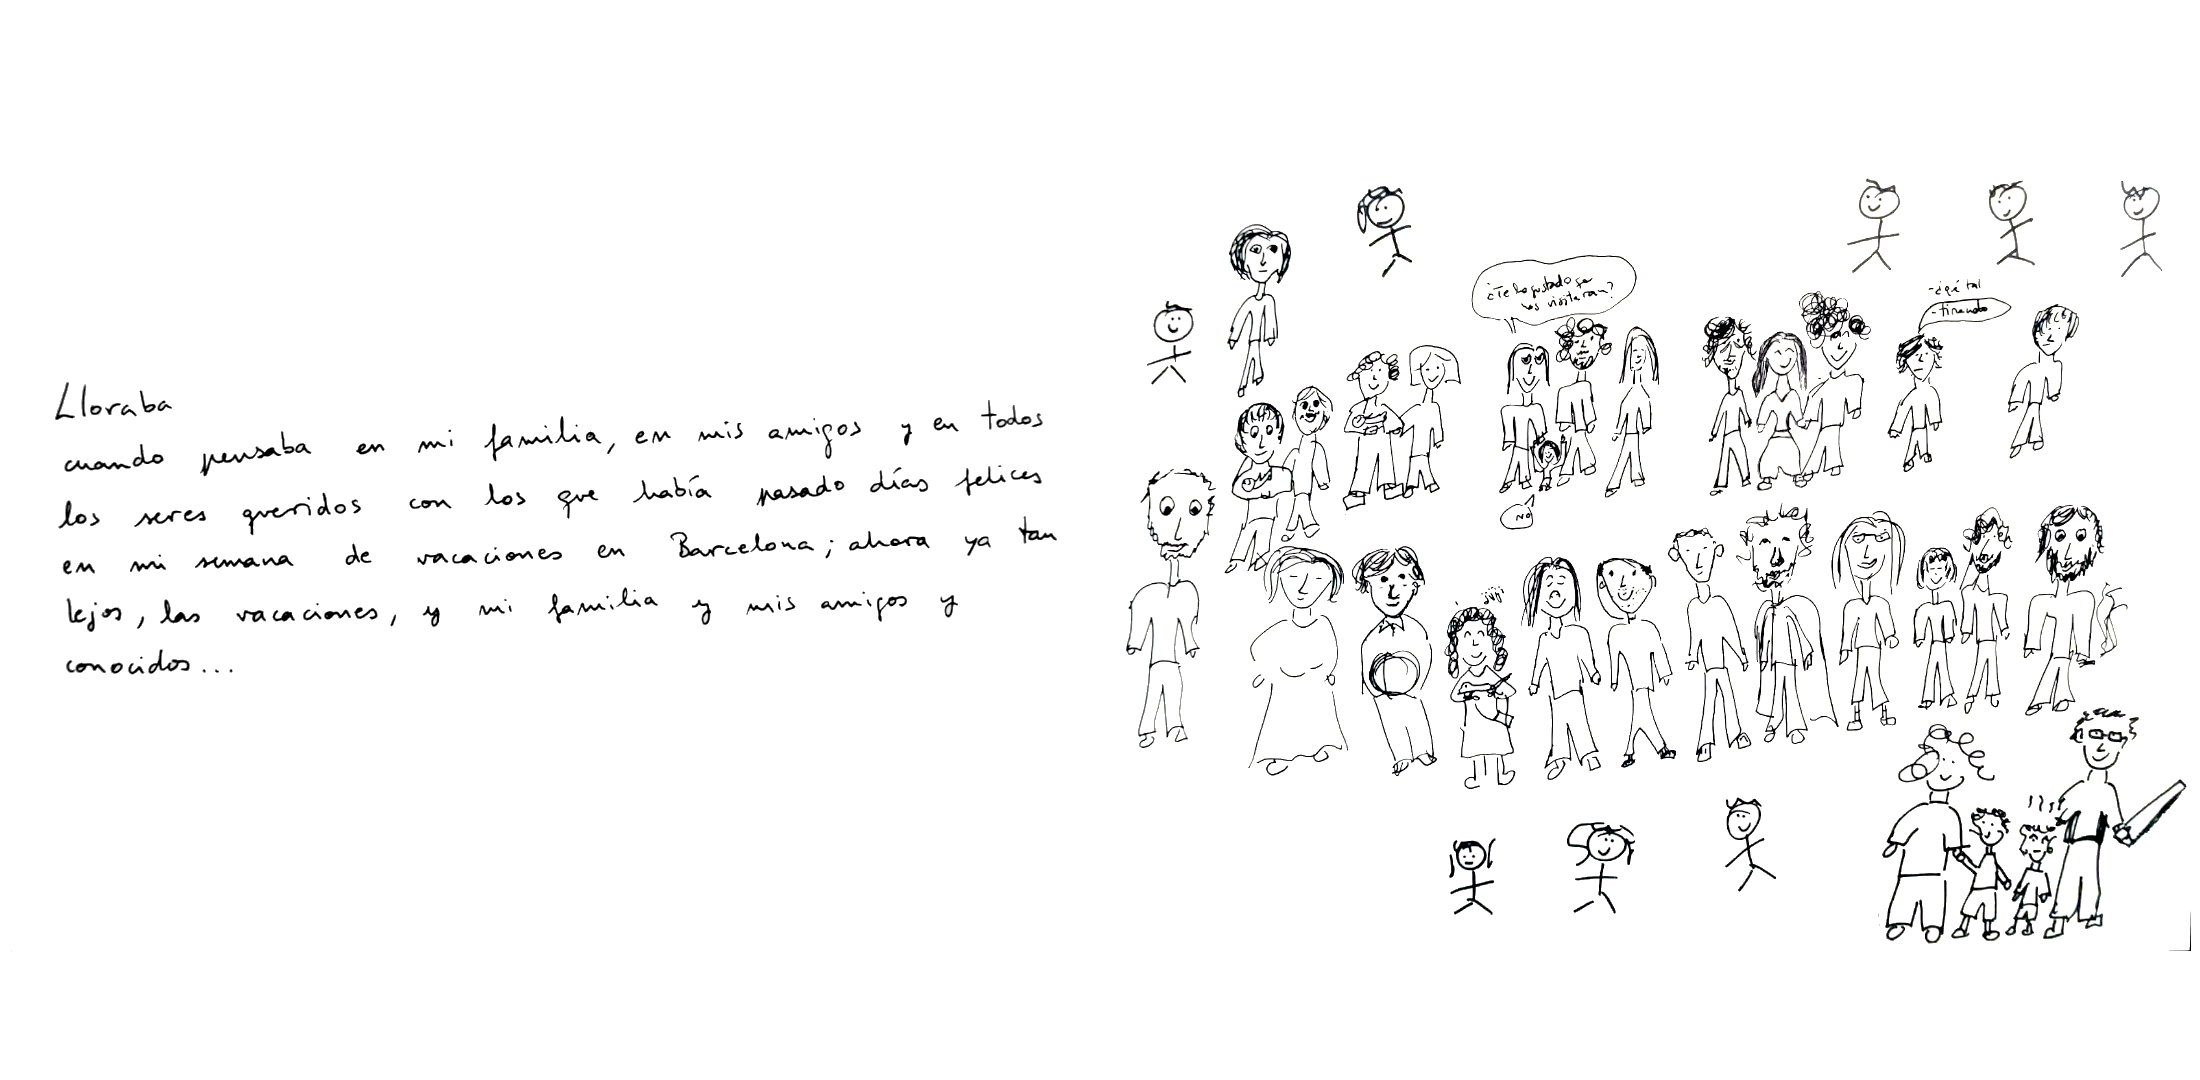 Lloraba
cuando pensaba en mi familia, en mis amigos y en todos
los seres queridos con los que había pasado días felices
en mi semana de vacaciones en Barcelona; ahora ya tan
lejos, las vacaciones, y mi familia y mis amigos y
conocidos...
¿Te ha gustado que
nos visitaran?
NO
-¿qué tal
-tirando